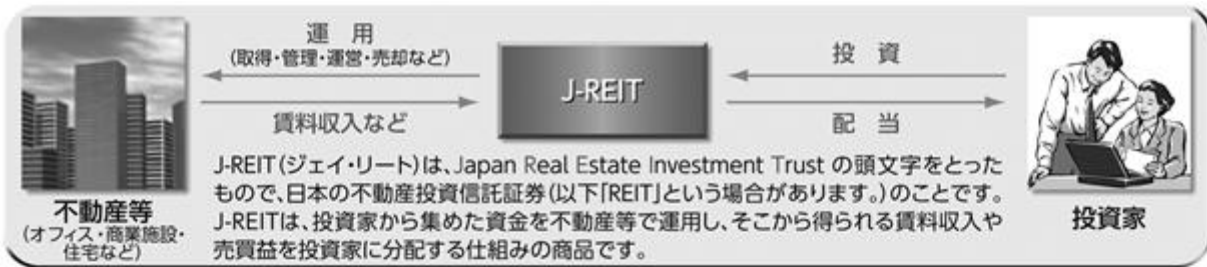 運 用
(取得・管理・運営・売却など)
J-REIT
投 資
賃料収入など
配 当
J-REIT(ジェイ・リート)は、Japan Real Estate Investment Trust の頭文字をとった
もので、日本の不動産投資信託証券(以下「REIT」という場合があります。)のことです。
J-REITは、投資家から集めた資金を不動産等で運用し、そこから得られる賃料収入や
売買益を投資家に分配する仕組みの商品です。
不動産等
(オフィス・商業施設・
住宅など)
投資家